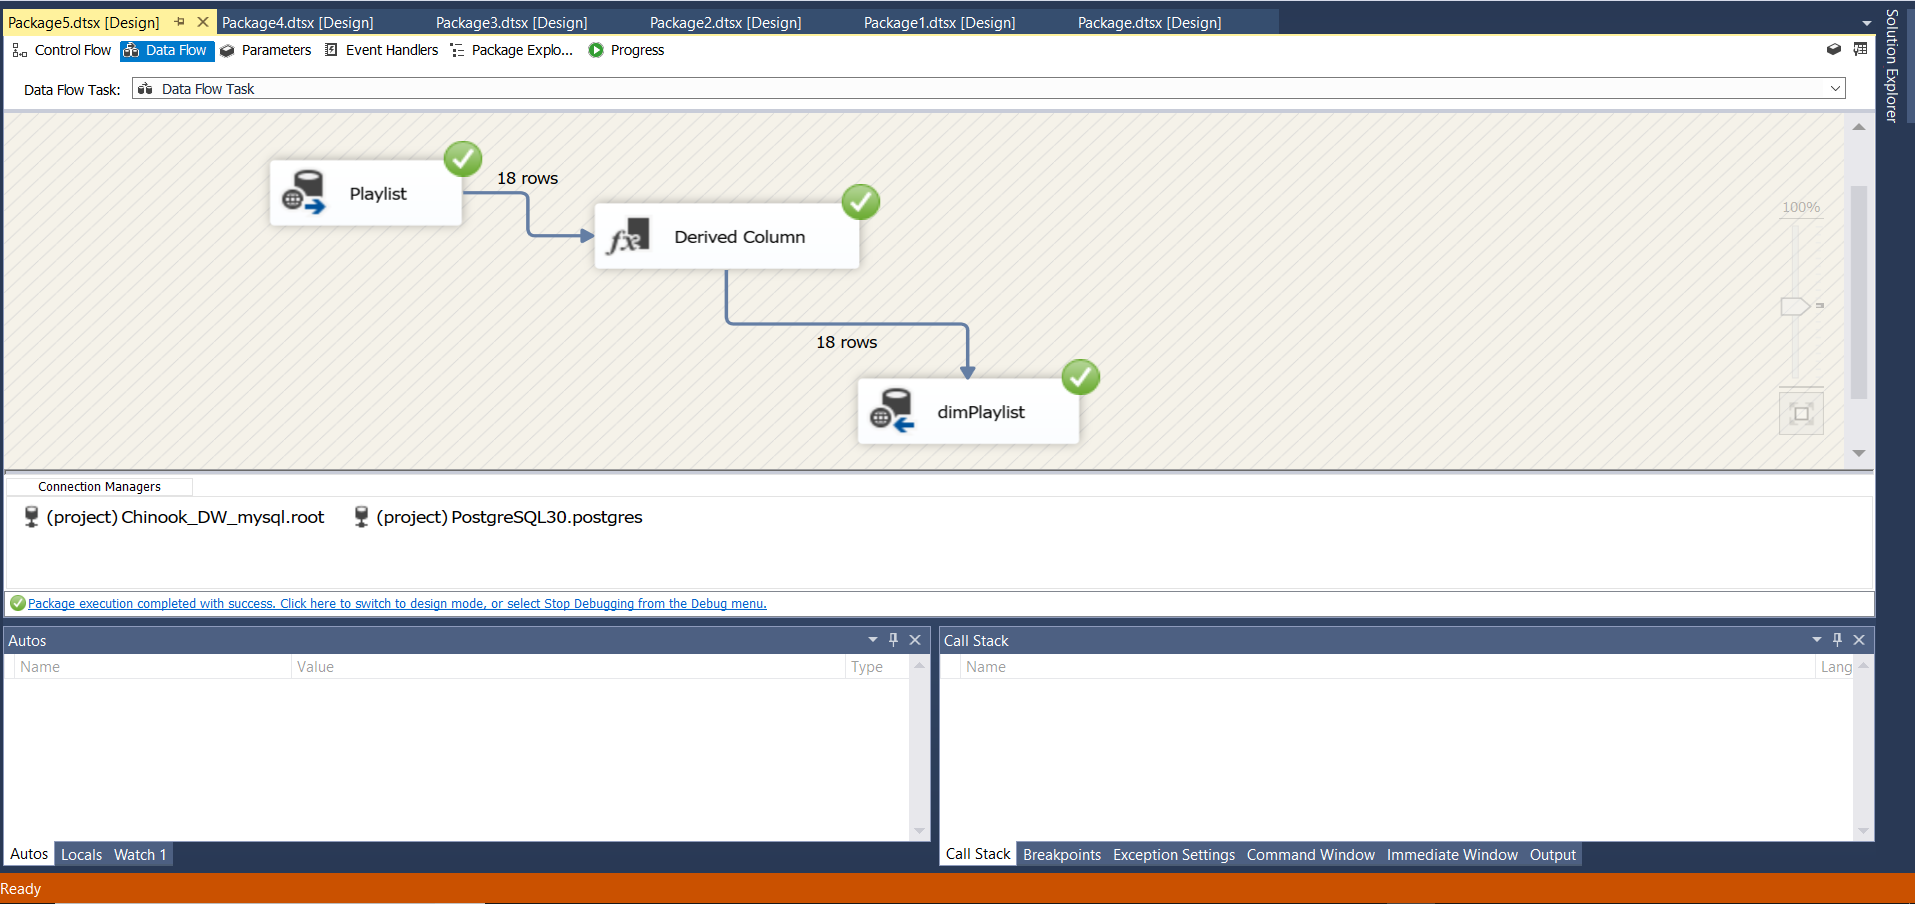 Package5.dtsx [Design] Package4.dtsx [Design] Package3.dtsx [Design] Package2.dtsx [Design] Package1.dtsx [Design] Package.dtsx [Design]
Solution Explorer
Control Flow Data Flow Parameters Event Handlers Package Explo... Progress
Data Flow Task: Data Flow Task
Playlist
18 rows
fx Derived Column
100%
18 rows
dimPlaylist
Connection Managers
(project) Chinook_DW_mysql.root (project) PostgreSQL30.postgres
Package execution completed with success. Click here to switch to design mode, or select Stop Debugging from the Debug menu.
Autos
Name Value Type
Call Stack
Name Lang
Autos Locals Watch 1
Call Stack Breakpoints Exception Settings Command Window Immediate Window Output
Ready